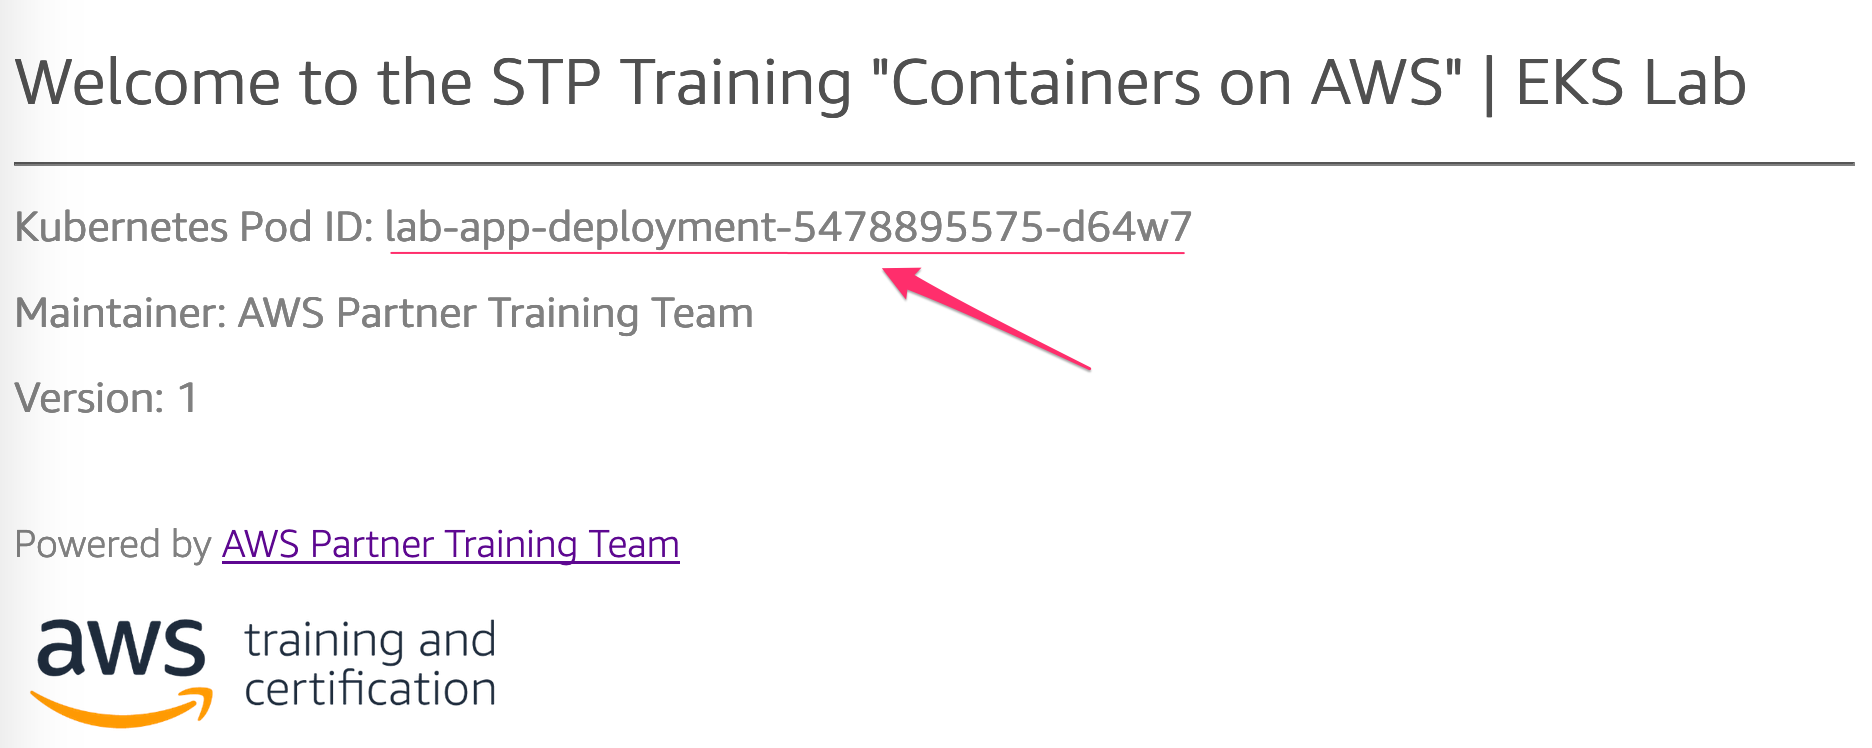 Welcome to the STP Training "Containers on AWS" | EKS Lab
Kubernetes Pod ID: lab-app-deployment-5478895575-d64w7
Maintainer: AWS Partner Training Team
Version: 1
Powered by AWS Partner Training Team
aws training and
certification